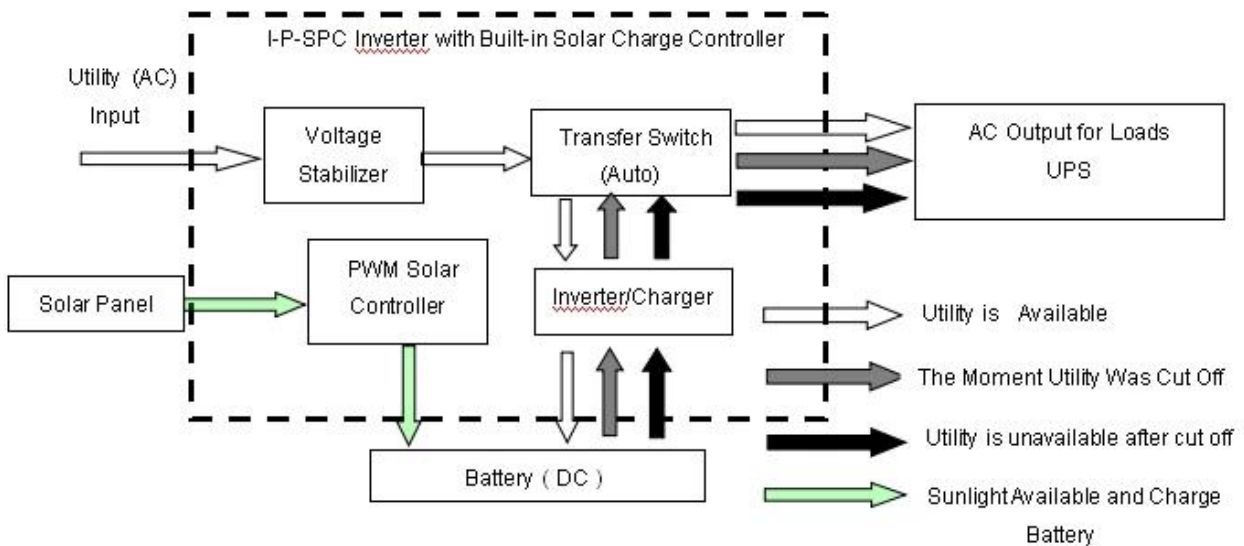 I-P-SPC Inverter with Built-in Solar Charge Controller
Utility (AC)
Input
Voltage
Stabilizer
Transfer Switch
(Auto)
AC Output for Loads
UPS
Solar Panel
PWM Solar
Controller
Inverter/Charger
Battery ( DC )
Utility is Available
The Moment Utility Was Cut Off
Utility is unavailable after cut off
Sunlight Available and Charge
Battery